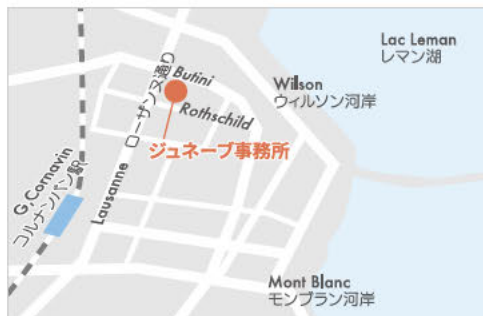 Lac Leman
レマン湖
Butini
Wilson
ウィルソン河岸
Rothschild
ジュネーブ事務所
Lausanne ローザンヌ通り
G,Cornavin
コルナンバン駅
Mont Blanc
モンブラン河岸